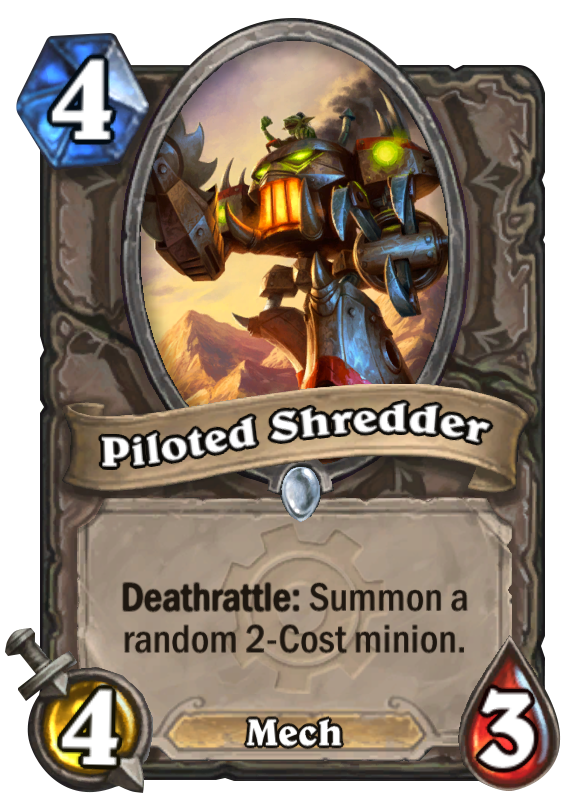 4
Piloted Shredder
Deathrattle: Summon a
random 2-Cost minion.
4
Mech
3